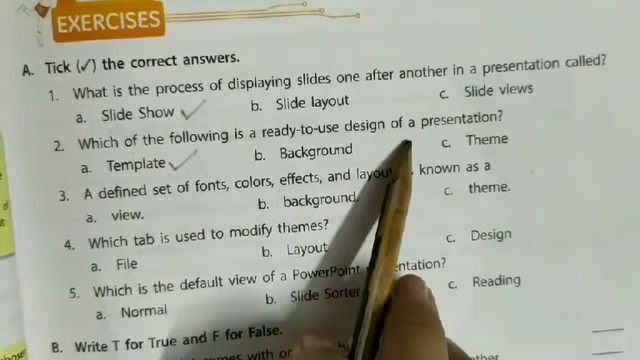 EXERCISES
A. Tick (✓) the correct answers.
1. What is the process of displaying slides one after another in a presentation called?
a. Slide Show ✓ b. Slide layout c. Slide views
2. Which of the following is a ready-to-use design of a presentation?
a. Template ✓ b. Background c. Theme
3. A defined set of fonts, colors, effects, and layout known as a
a. view. b. background. c. theme.
4. Which tab is used to modify themes?
a. File b. Layout c. Design
5. Which is the default view of a PowerPoint entation?
a. Normal b. Slide Sorter c. Reading
B. Write T for True and F for False.
with